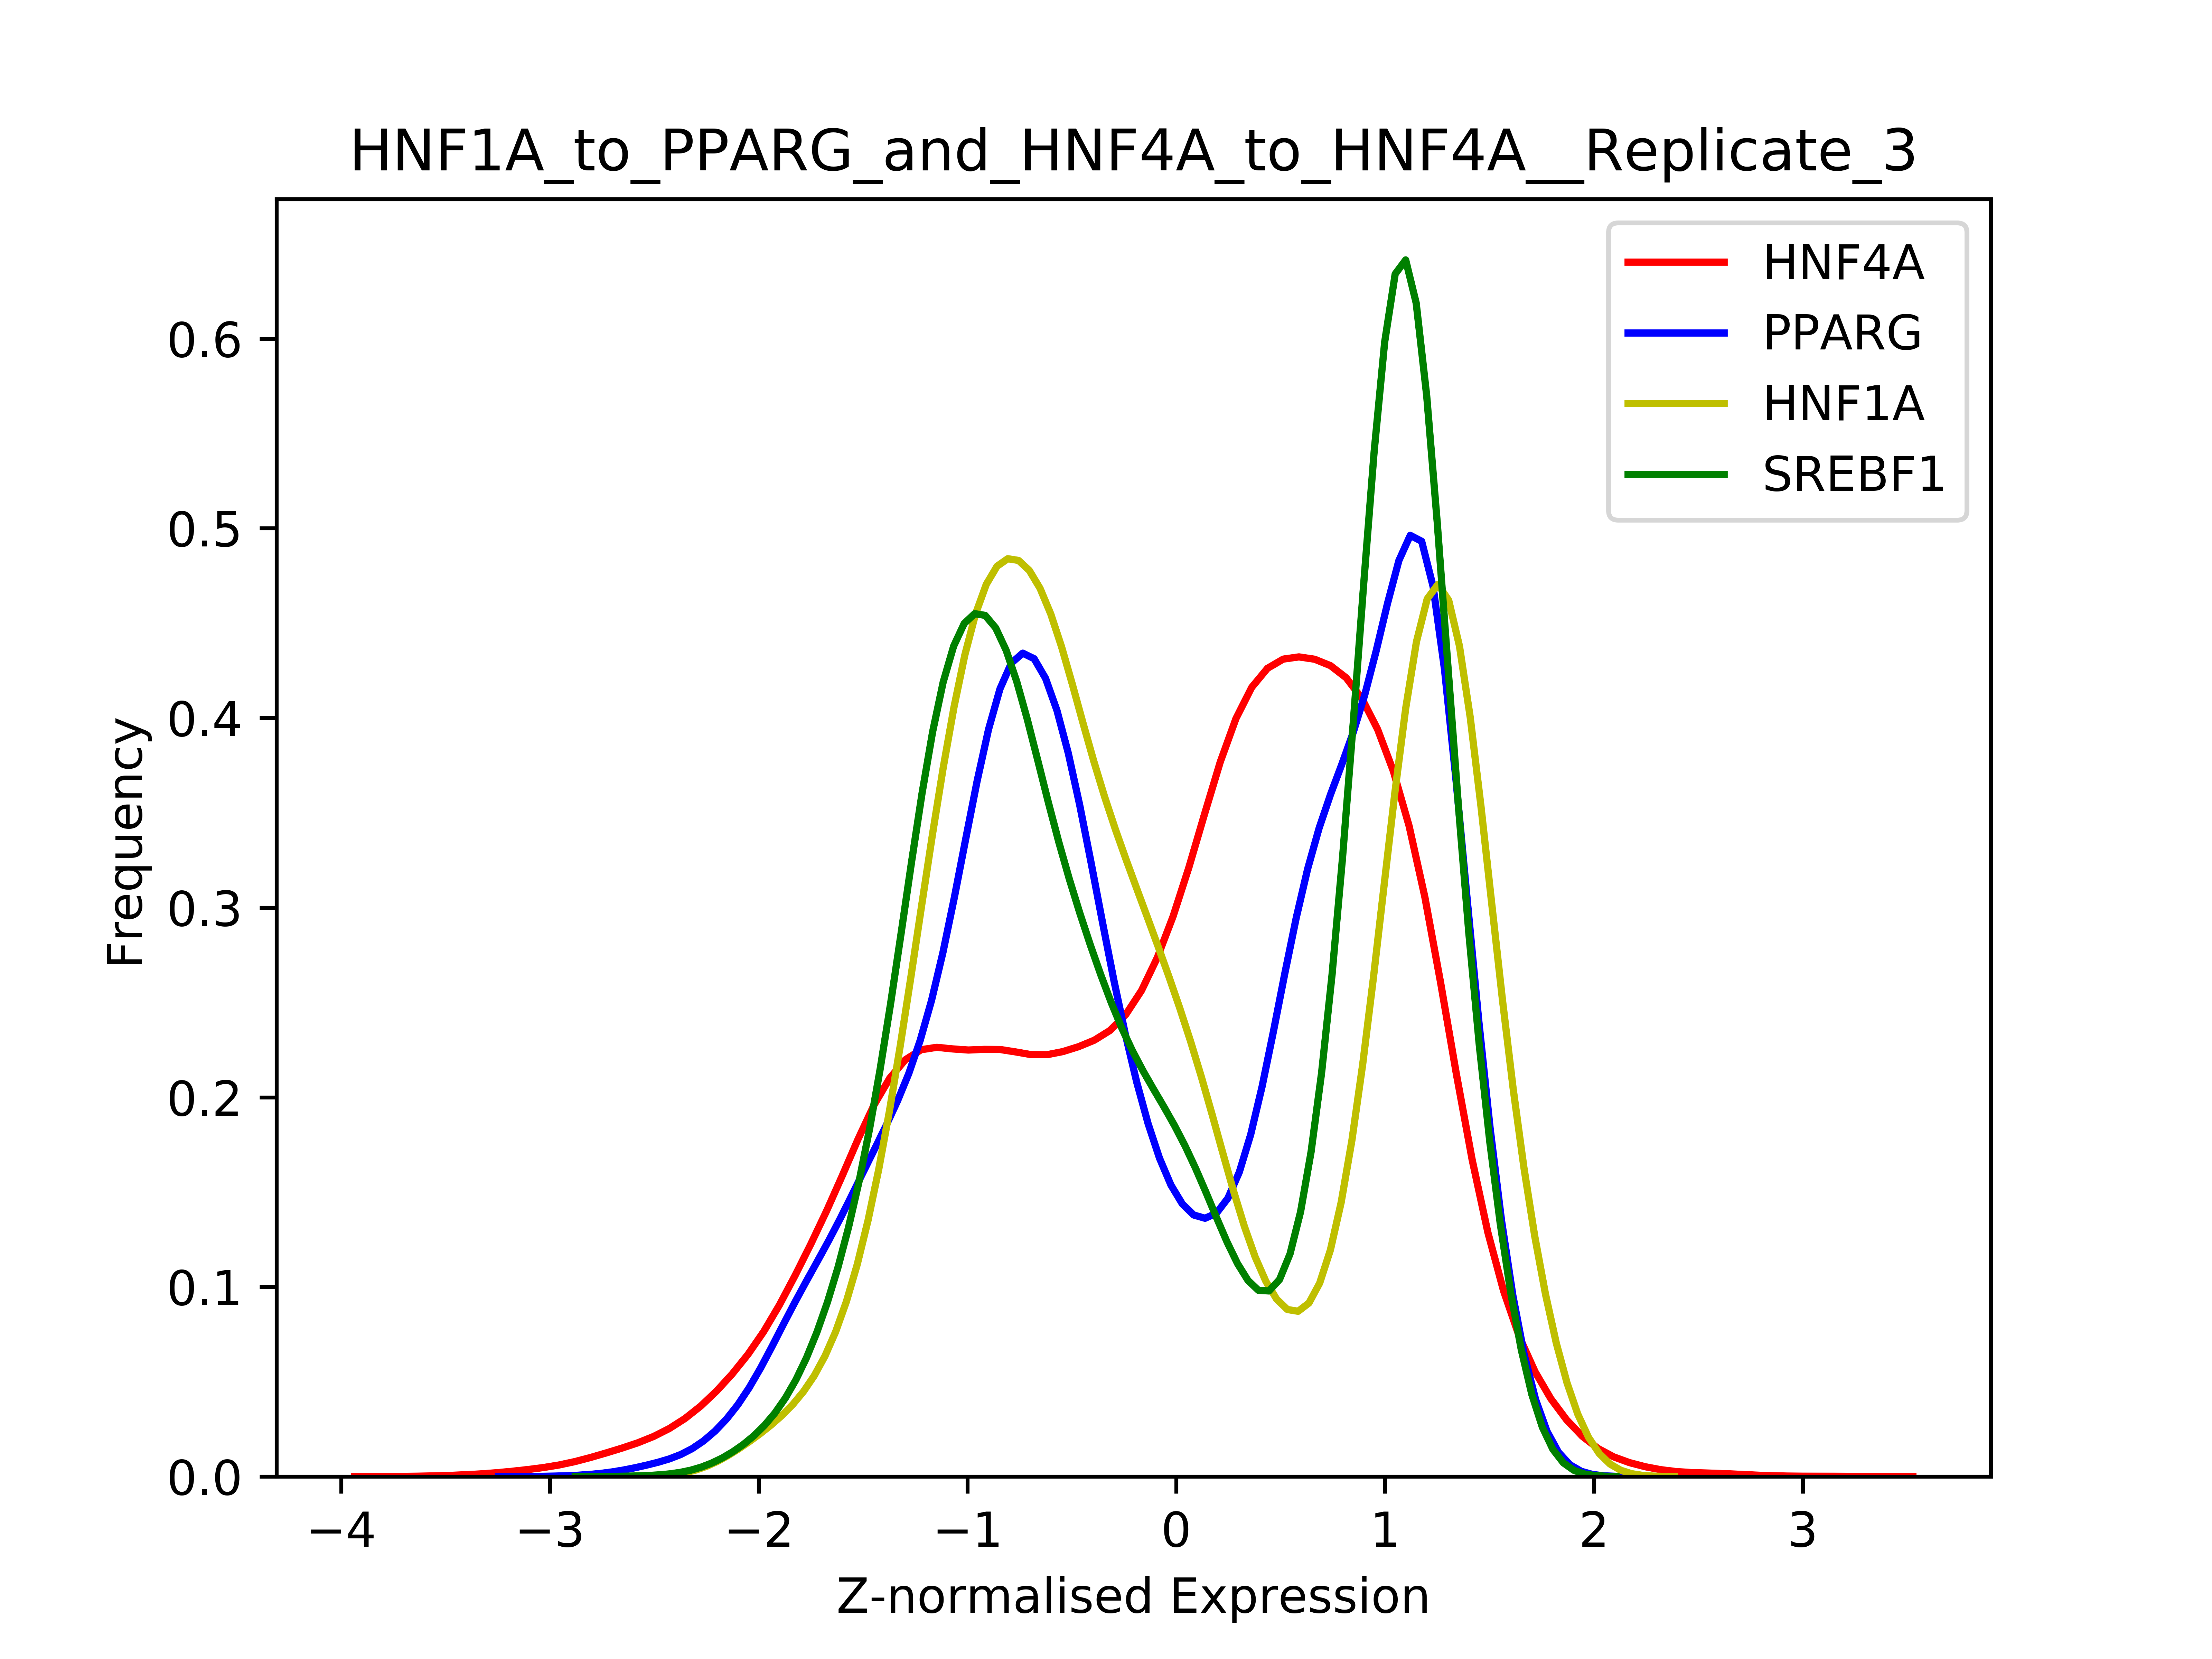 HNF1A_to_PPARG_and_HNF4A_to_HNF4A__Replicate_3
HNF4A
PPARG
HNF1A
SREBF1
Frequency
0.6
0.5
0.4
0.3
0.2
0.1
0.0
−4 −3 −2 −1 0 1 2 3
Z-normalised Expression